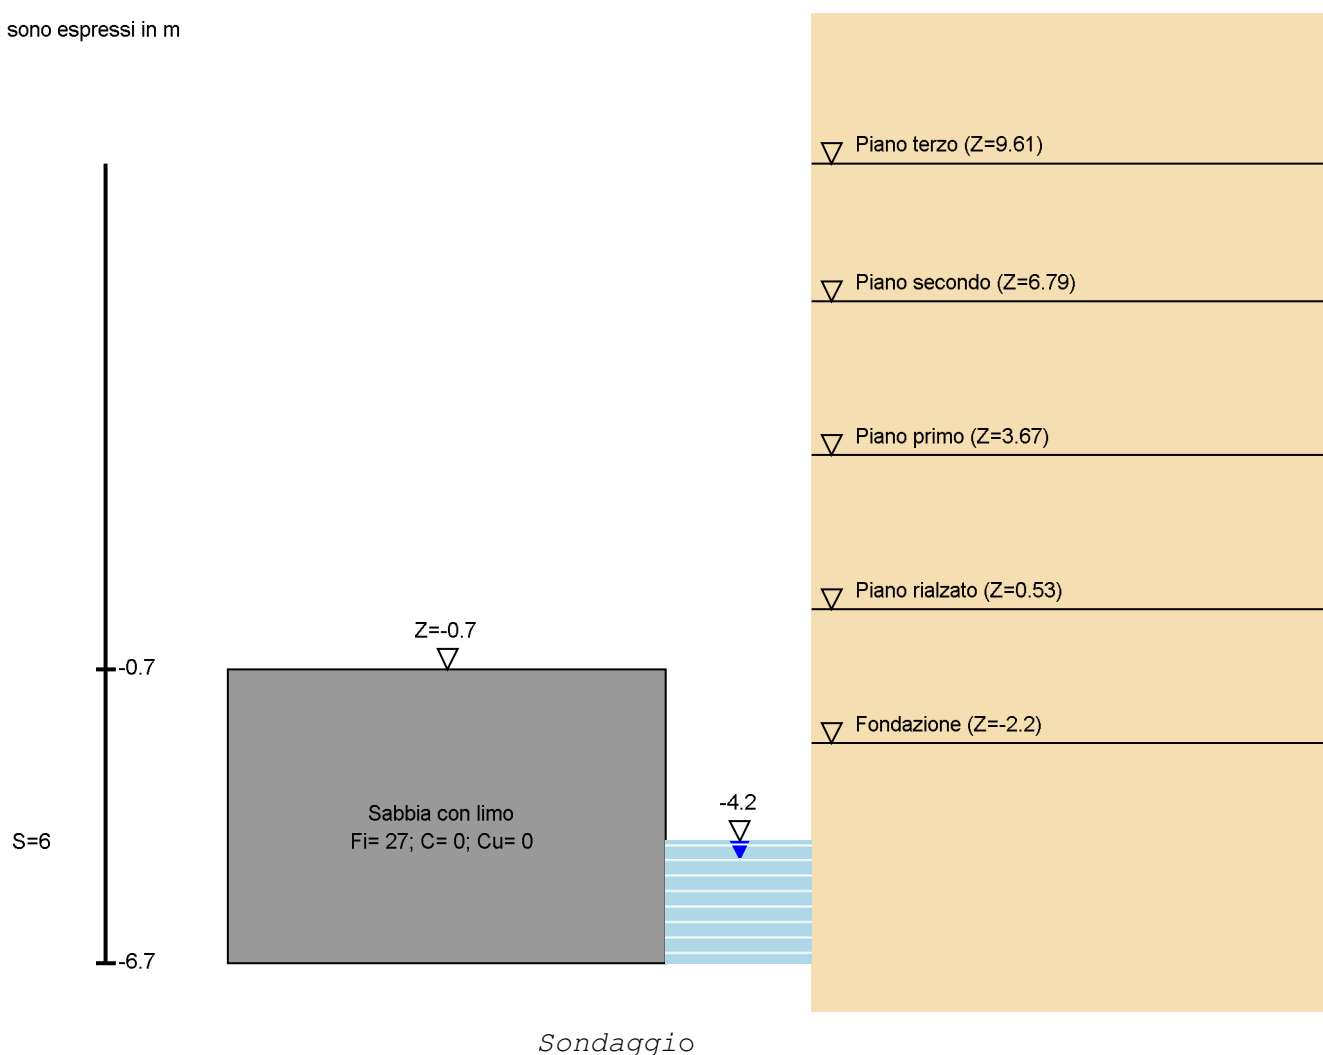 sono espressi in m
Piano terzo (Z=9.61)
Piano secondo (Z=6.79)
Piano primo (Z=3.67)
Piano rialzato (Z=0.53)
Z=-0.7
-0.7
Fondazione (Z=-2.2)
-4.2
Sabbia con limo
Fi= 27; C= 0; Cu= 0
S=6
-6.7
Sondaggio